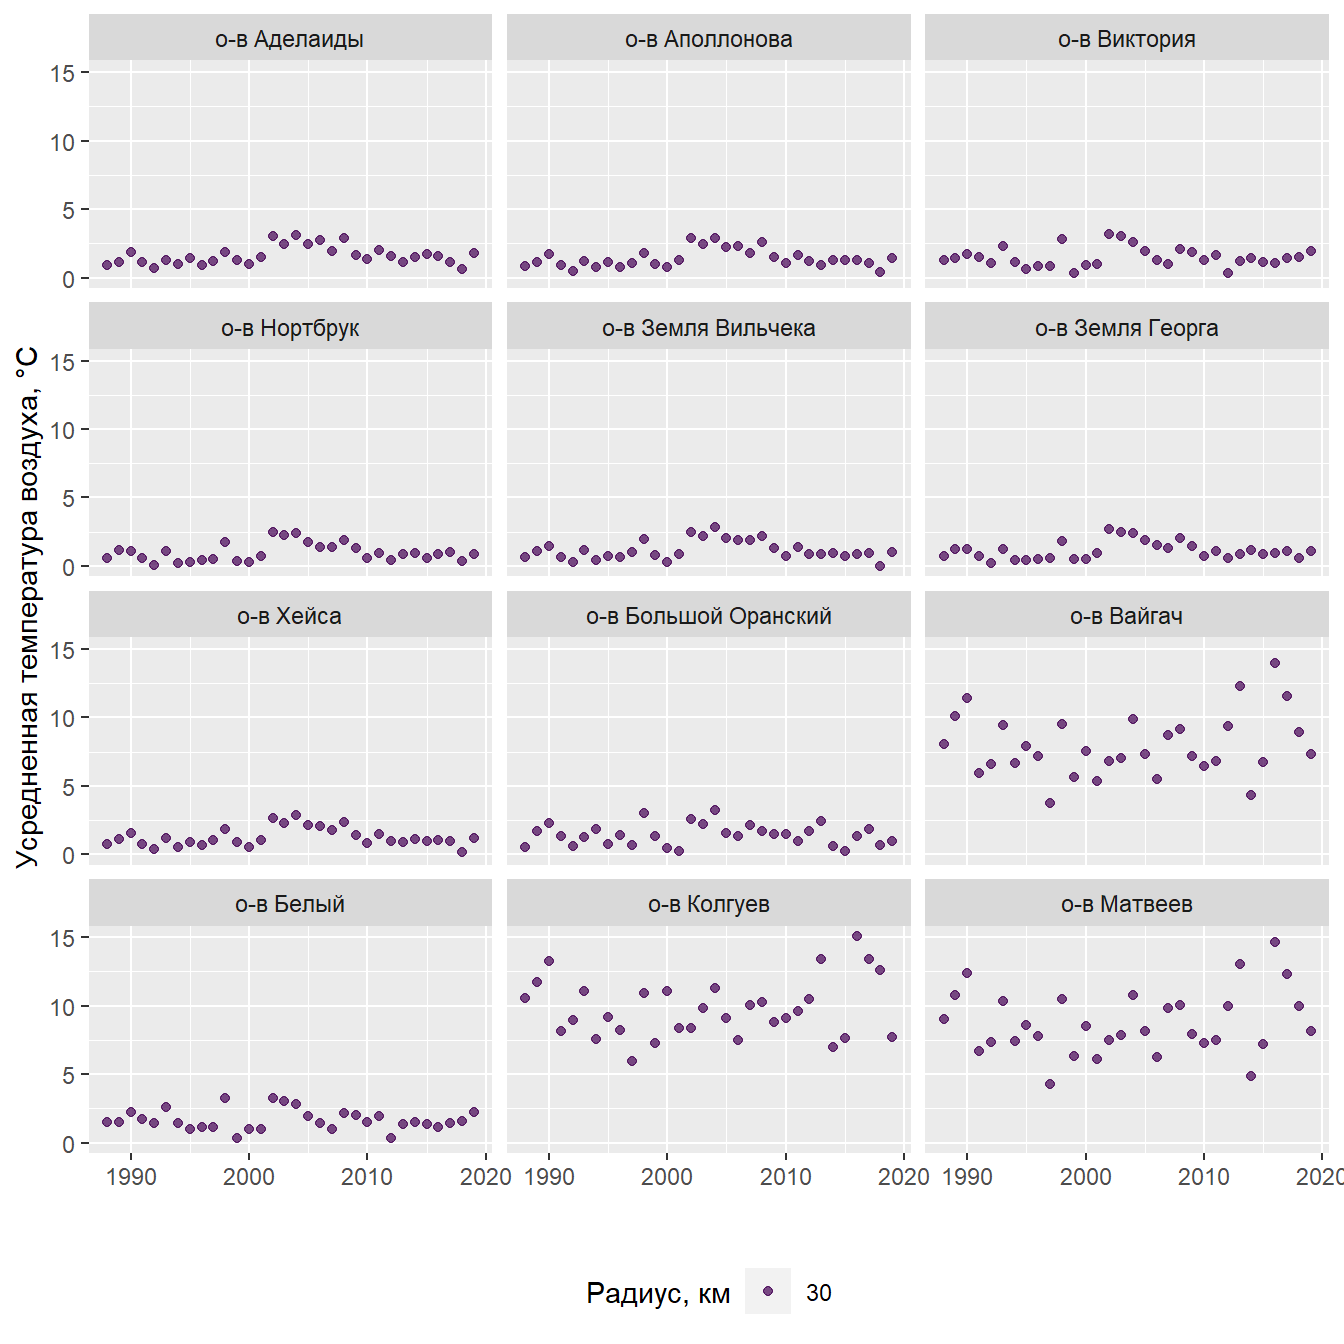 о-в Аделаиды
о-в Аполлонова
о-в Виктория
15
10
5
0
о-в Нортбрук
о-в Земля Вильчека
о-в Земля Георга
15
10
5
0
о-в Хейса
о-в Большой Оранский
о-в Вайгач
15
10
5
0
о-в Белый
о-в Колгуев
о-в Матвеев
15
10
5
0
1990 2000 2010 2020
1990 2000 2010 2020
1990 2000 2010 2020
Усредненная температура воздуха, °C
Радиус, км 30